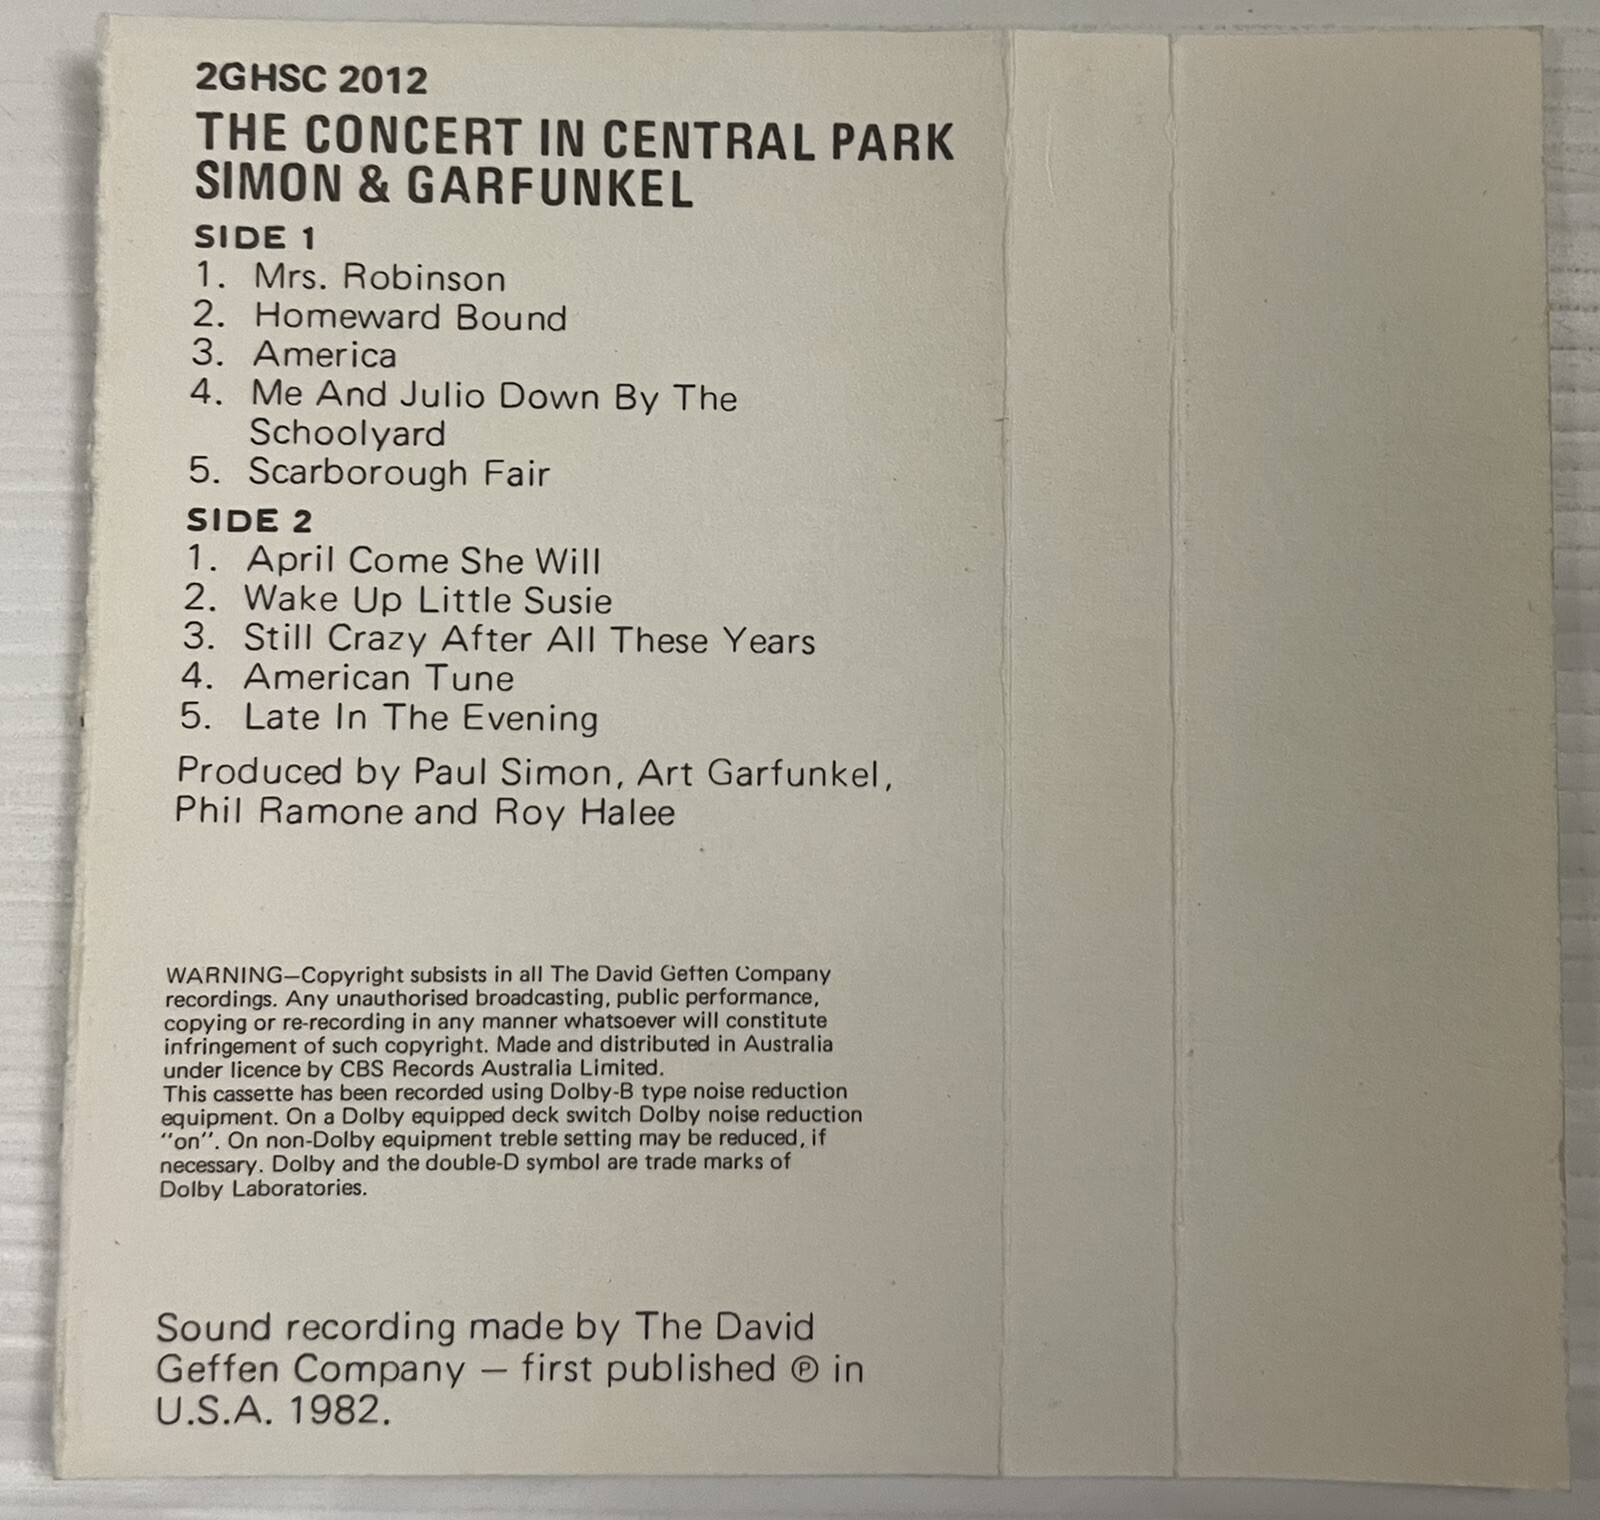 2GHSC 2012
THE CONCERT IN CENTRAL PARK
SIMON & GARFUNKEL
SIDE 1
1. Mrs. Robinson
2. Homeward Bound
3. America
4. Me And Julio Down By The
Schoolyard
5. Scarborough Fair
SIDE 2
1. April Come She Will
2. Wake Up Little Susie
3. Still Crazy After All These Years
4. American Tune
5. Late In The Evening
Produced by Paul Simon, Art Garfunkel,
Phil Ramone and Roy Halee
WARNING—Copyright subsists in all The David Geffen Company
recordings. Any unauthorised broadcasting, public performance,
copying or re-recording in any manner whatsoever will constitute
infringement of such copyright. Made and distributed in Australia
under licence by CBS Records Australia Limited.
This cassette has been recorded using Dolby-B type noise reduction
equipment. On a Dolby equipped deck switch Dolby noise reduction
"on". On non-Dolby equipment treble setting may be reduced, if
necessary. Dolby and the double-D symbol are trade marks of
Dolby Laboratories.
Sound recording made by The David
Geffen Company — first published ℗ in
U.S.A. 1982.